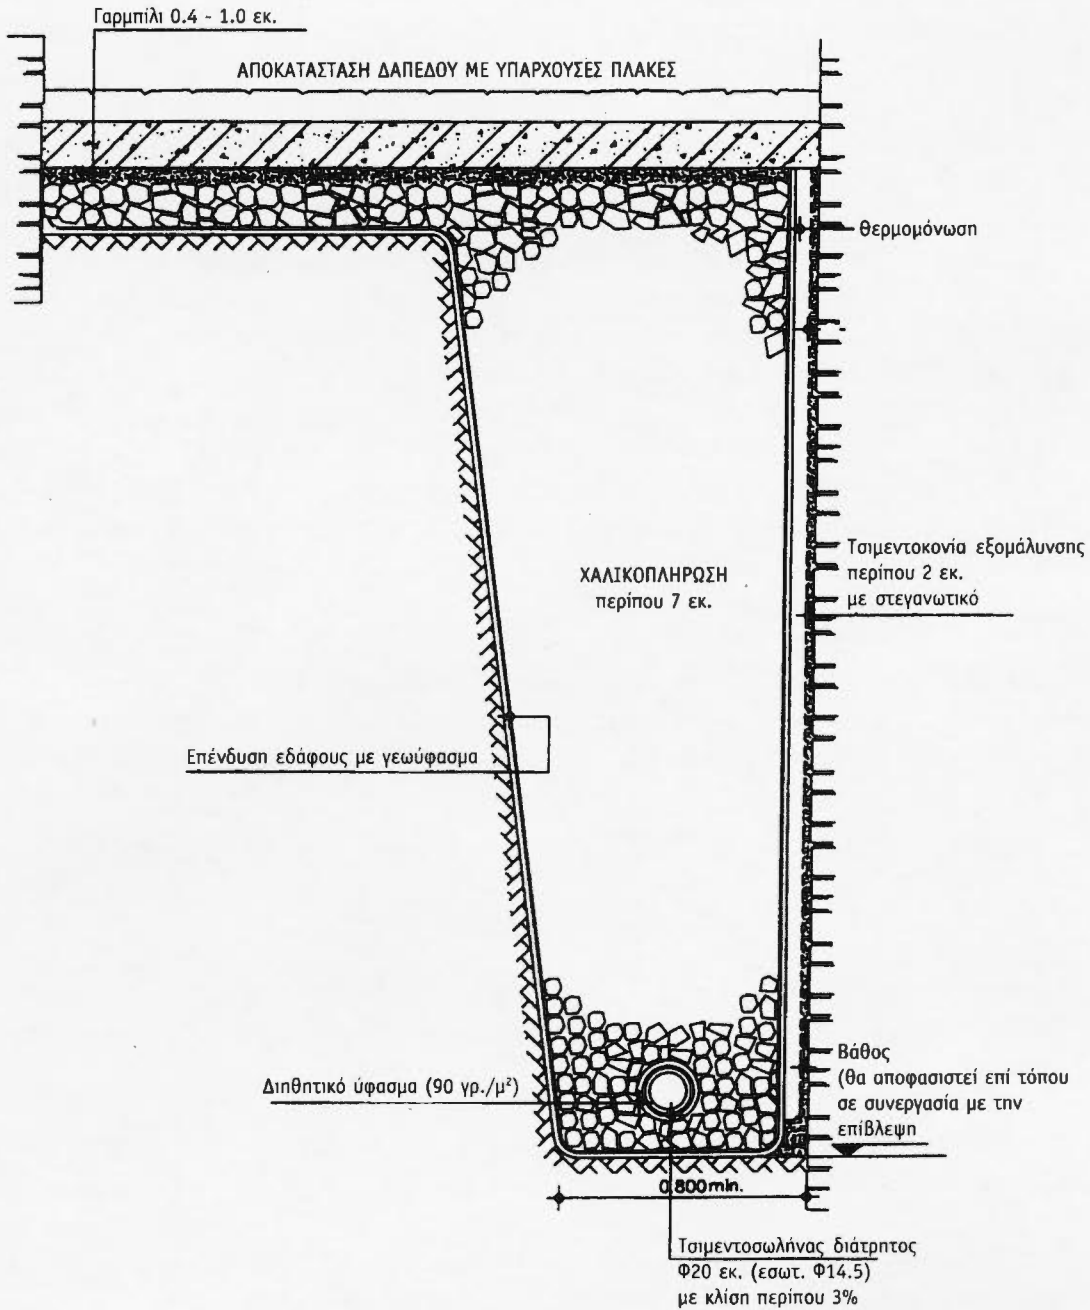 Γαρμπίλι 0.4 - 1.0 εκ.
ΑΠΟΚΑΤΑΣΤΑΣΗ ΔΑΠΕΔΟΥ ΜΕ ΥΠΑΡΧΟΥΣΕΣ ΠΛΑΚΕΣ
θερμομόνωση
Τσιμεντοκονία εξομάλυνσης
περίπου 2 εκ.
με στεγανωτικό
ΧΑΛΙΚΟΠΛΗΡΩΣΗ
περίπου 7 εκ.
Επένδυση εδάφους με γεωύφασμα
Διηθητικό ύφασμα (90 γρ./μ²)
Βάθος
(θα αποφασιστεί επί τόπου
σε συνεργασία με την
επίβλεψη
0.800min.
Τσιμεντοσωλήνας διάτρητος
Φ20 εκ. (εσωτ. Φ14.5)
με κλίση περίπου 3%